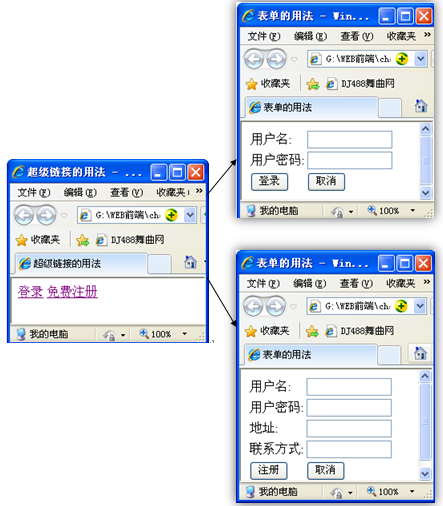 超级链接的用法 - ...
文件(F) 编辑(E) 查看(V) 收藏夹 »
G:\WEB前端\cha
收藏夹 DJ488舞曲网
超级链接的用法
登录 免费注册
我的电脑 100%
表单的用法 - Win...
文件(F) 编辑(E) 查看(V) 收藏夹 »
G:\WEB前端\cha
收藏夹 DJ488舞曲网
表单的用法
用户名:
用户密码:
登录 取消
我的电脑 100%
表单的用法 - Win...
文件(F) 编辑(E) 查看(V) 收藏夹 »
G:\WEB前端\cha
收藏夹 DJ488舞曲网
表单的用法
用户名:
用户密码:
地址:
联系方式:
注册 取消
我的电脑 100%